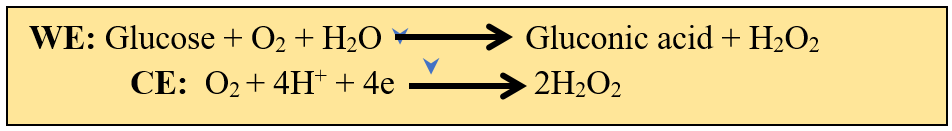 WE: Glucose + O₂ + H₂O → Gluconic acid + H₂O₂
CE: O₂ + 4H⁺ + 4e → 2H₂O₂